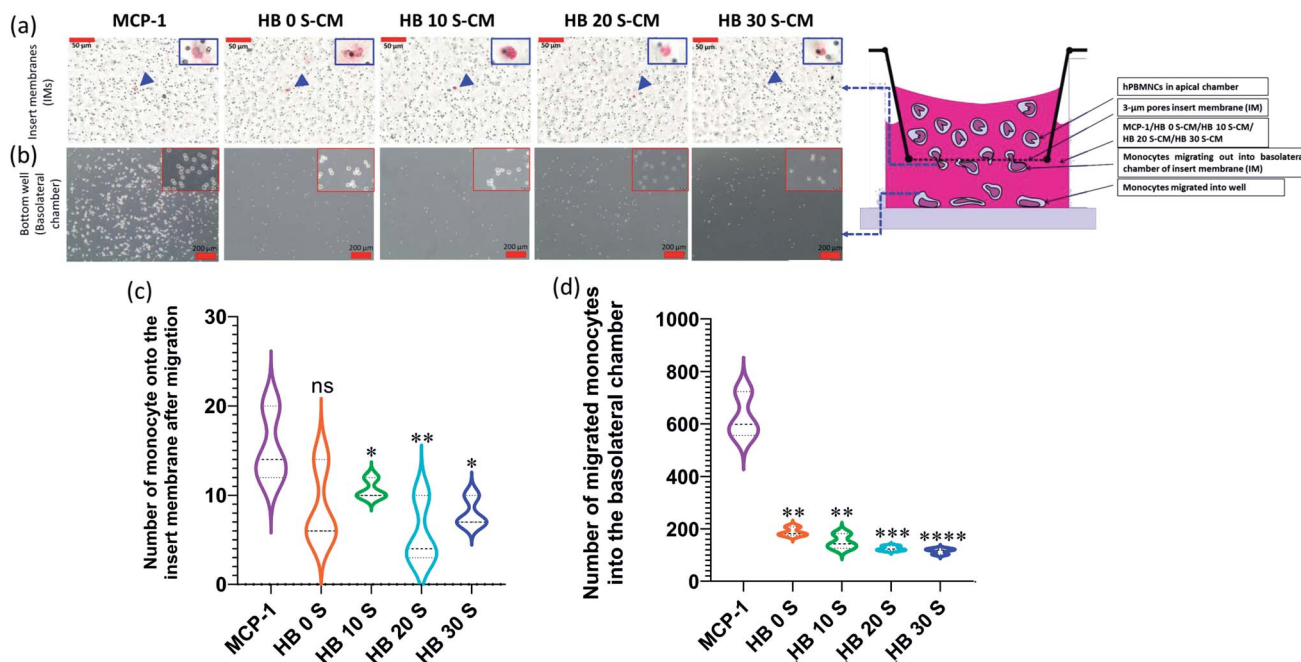 MCP-1 HB 0 S-CM HB 10 S-CM HB 20 S-CM HB 30 S-CM
(a)
Insert membranes
(IMs)
50 µm 50 µm 50 µm 50 µm 50 µm
(b)
Bottom well
(Basolateral
chamber)
200 µm 200 µm 200 µm 200 µm 200 µm
hPBMNCs in apical chamber
3-µm pores insert membrane (IM)
MCP-1/HB 0 S-CM/HB 10 S-CM/
HB 20 S-CM/HB 30 S-CM
Monocytes migrating out into basolateral
chamber of insert membrane (IM)
Monocytes migrated into well
(c)
Number of monocyte onto the
insert membrane after migration
30
20
10
0
ns
*
**
*
MCP-1 HB 0 S HB 10 S HB 20 S HB 30 S
(d)
Number of migrated monocytes
into the basolateral chamber
1000
800
600
400
200
0
**
**
***
****
MCP-1 HB 0 S HB 10 S HB 20 S HB 30 S